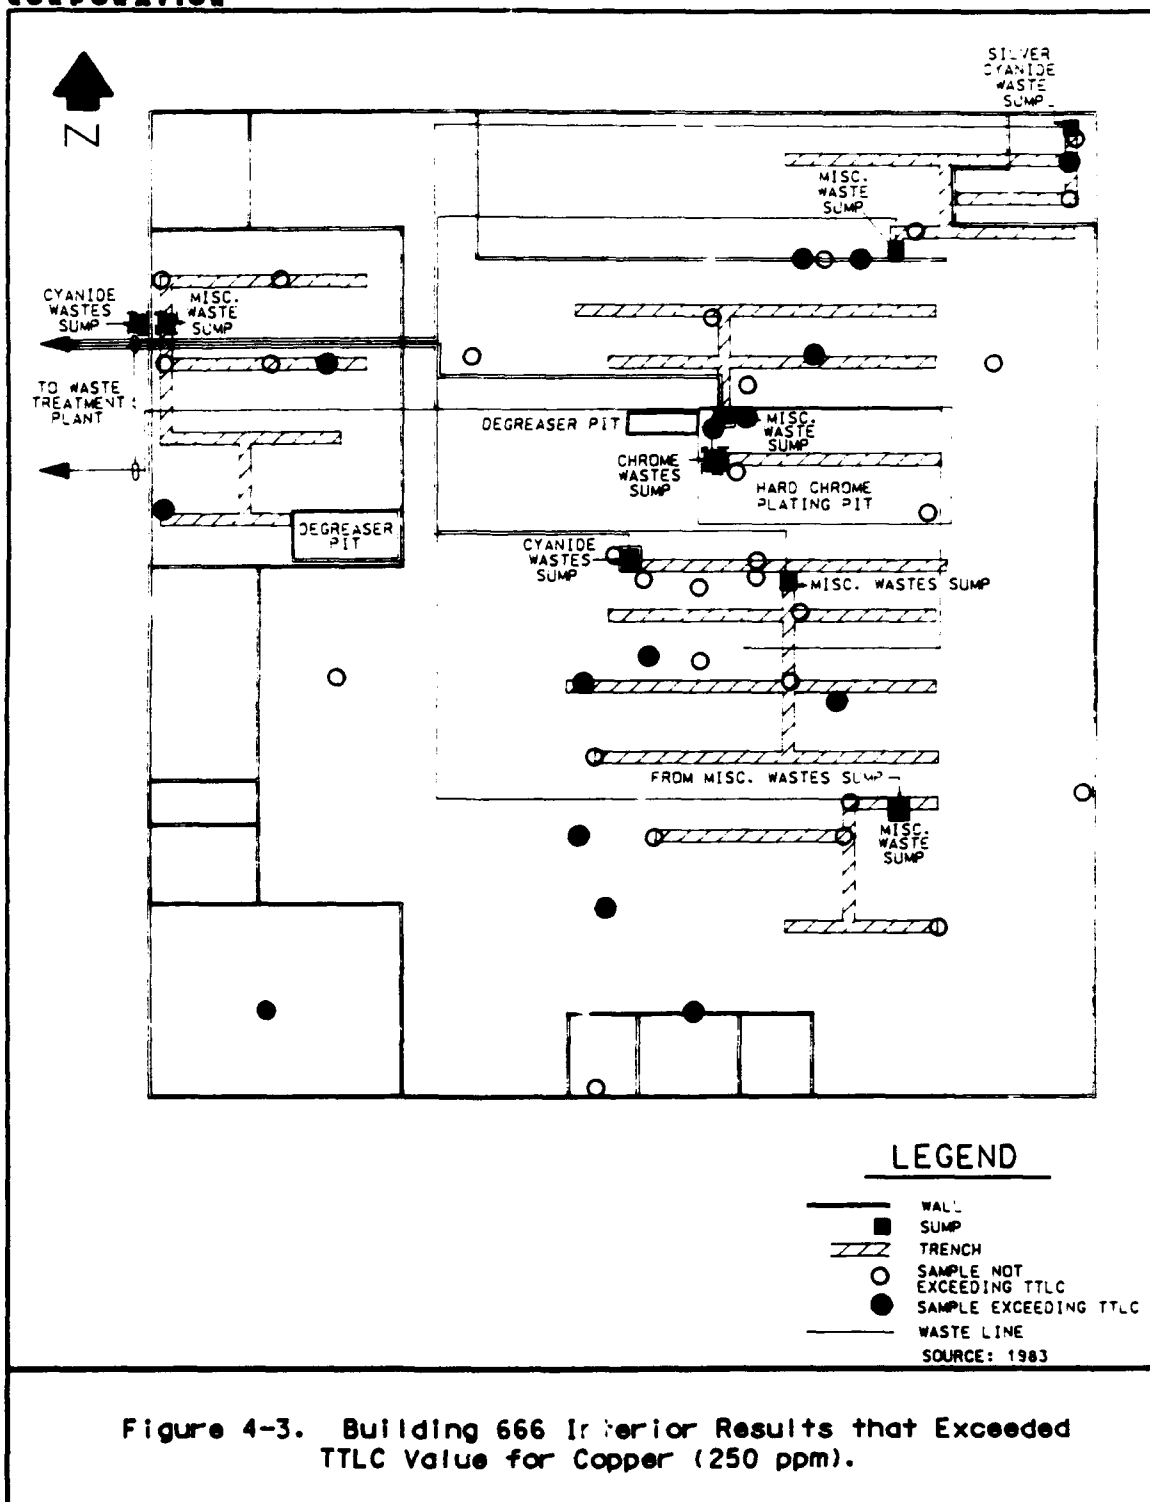 CORPORATION
SILVER
CYANIDE
WASTE
SUMP
N
MISC.
WASTE
SUMP
CYANIDE
WASTES
SUMP
MISC.
WASTE
SUMP
TO WASTE
TREATMENT
PLANT
DEGREASER PIT
MISC.
WASTE
SUMP
CHROME
WASTES
SUMP
HARD CHROME
PLATING PIT
DEGREASER
PIT
CYANIDE
WASTES
SUMP
MISC. WASTES SUMP
FROM MISC. WASTES SUMP
MISC.
WASTE
SUMP
LEGEND
WALL
SUMP
TRENCH
SAMPLE NOT
EXCEEDING TTLC
SAMPLE EXCEEDING TTLC
WASTE LINE
SOURCE: 1983
Figure 4-3. Building 666 Interior Results that Exceeded
TTLC Value for Copper (250 ppm).